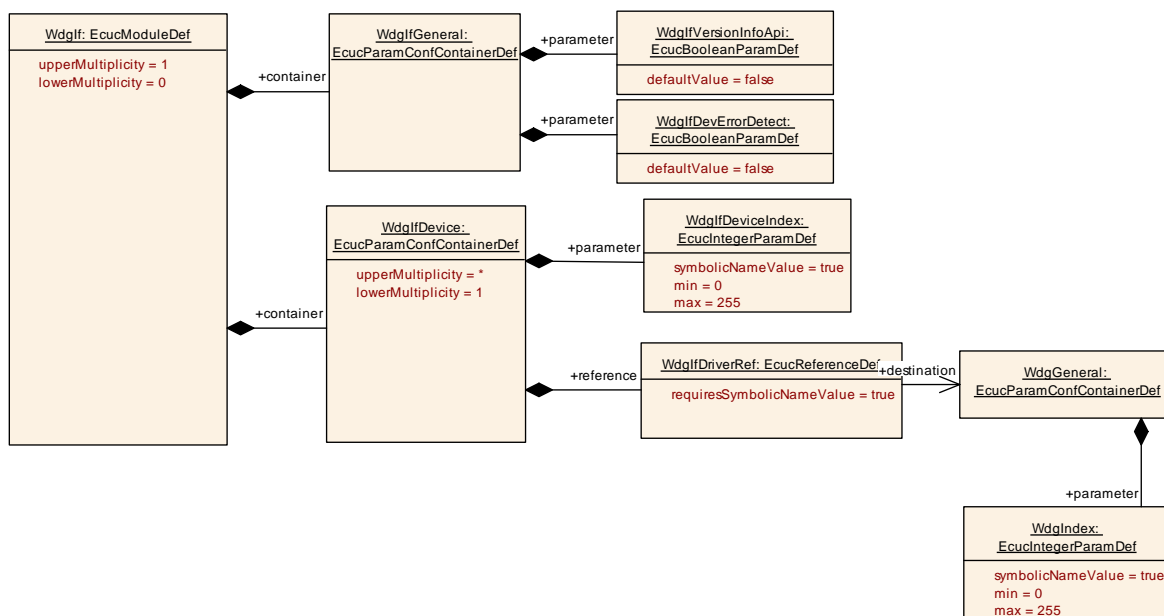 WdgIf: EcucModuleDef
upperMultiplicity = 1
lowerMultiplicity = 0
+container
WdgIfGeneral:
EcucParamConfContainerDef
+parameter
WdgIfVersionInfoApi:
EcucBooleanParamDef
defaultValue = false
+parameter
WdgIfDevErrorDetect:
EcucBooleanParamDef
defaultValue = false
+container
WdgIfDevice:
EcucParamConfContainerDef
upperMultiplicity = *
lowerMultiplicity = 1
+parameter
WdgIfDeviceIndex:
EcucIntegerParamDef
symbolicNameValue = true
min = 0
max = 255
+reference
WdgIfDriverRef: EcucReferenceDef
requiresSymbolicNameValue = true
+destination
WdgGeneral:
EcucParamConfContainerDef
+parameter
WdgIndex:
EcucIntegerParamDef
symbolicNameValue = true
min = 0
max = 255